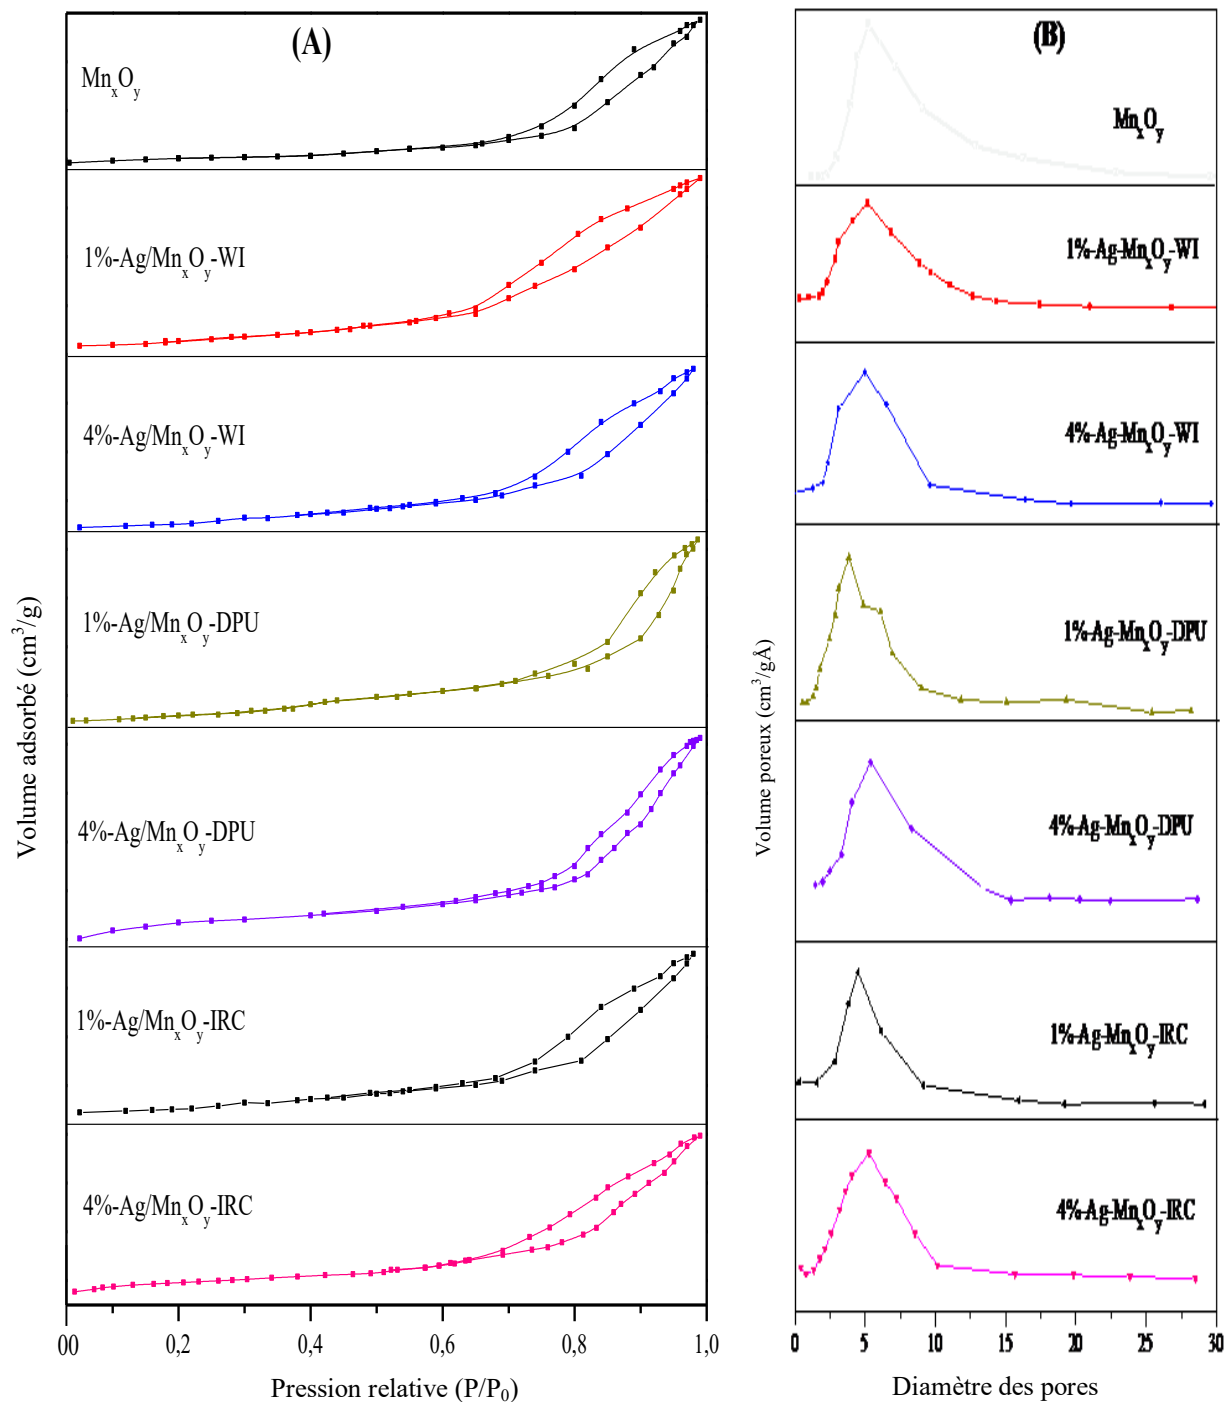 (A)
MnxOy
1%-Ag/MnxOy-WI
4%-Ag/MnxOy-WI
1%-Ag/MnxOy-DPU
4%-Ag/MnxOy-DPU
1%-Ag/MnxOy-IRC
4%-Ag/MnxOy-IRC
Volume adsorbé (cm³/g)
00 0,2 0,4 0,6 0,8 1,0
Pression relative (P/P₀)
(B)
MnxOy
1%-Ag-MnxOy-WI
4%-Ag-MnxOy-WI
1%-Ag-MnxOy-DPU
4%-Ag-MnxOy-DPU
1%-Ag-MnxOy-IRC
4%-Ag-MnxOy-IRC
Volume poreux (cm³/gÅ)
0 5 10 15 20 25 30
Diamètre des pores